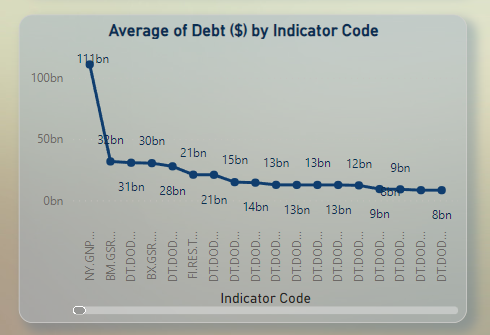 Average of Debt ($) by Indicator Code
111bn
100bn
32bn
30bn
50bn
21bn
15bn
13bn
13bn
12bn
9bn
8bn
31bn
28bn
21bn
14bn
13bn
13bn
9bn
8bn
0bn
NY.GNP...
BM.GSR...
DT.DOD...
BX.GSR...
DT.DOD...
FI.RES.T...
DT.DOD...
DT.DOD...
DT.DOD...
DT.DOD...
DT.DOD...
DT.DOD...
DT.DOD...
DT.DOD...
DT.DOD...
DT.DOD...
DT.DOD...
DT.DOD...
Indicator Code